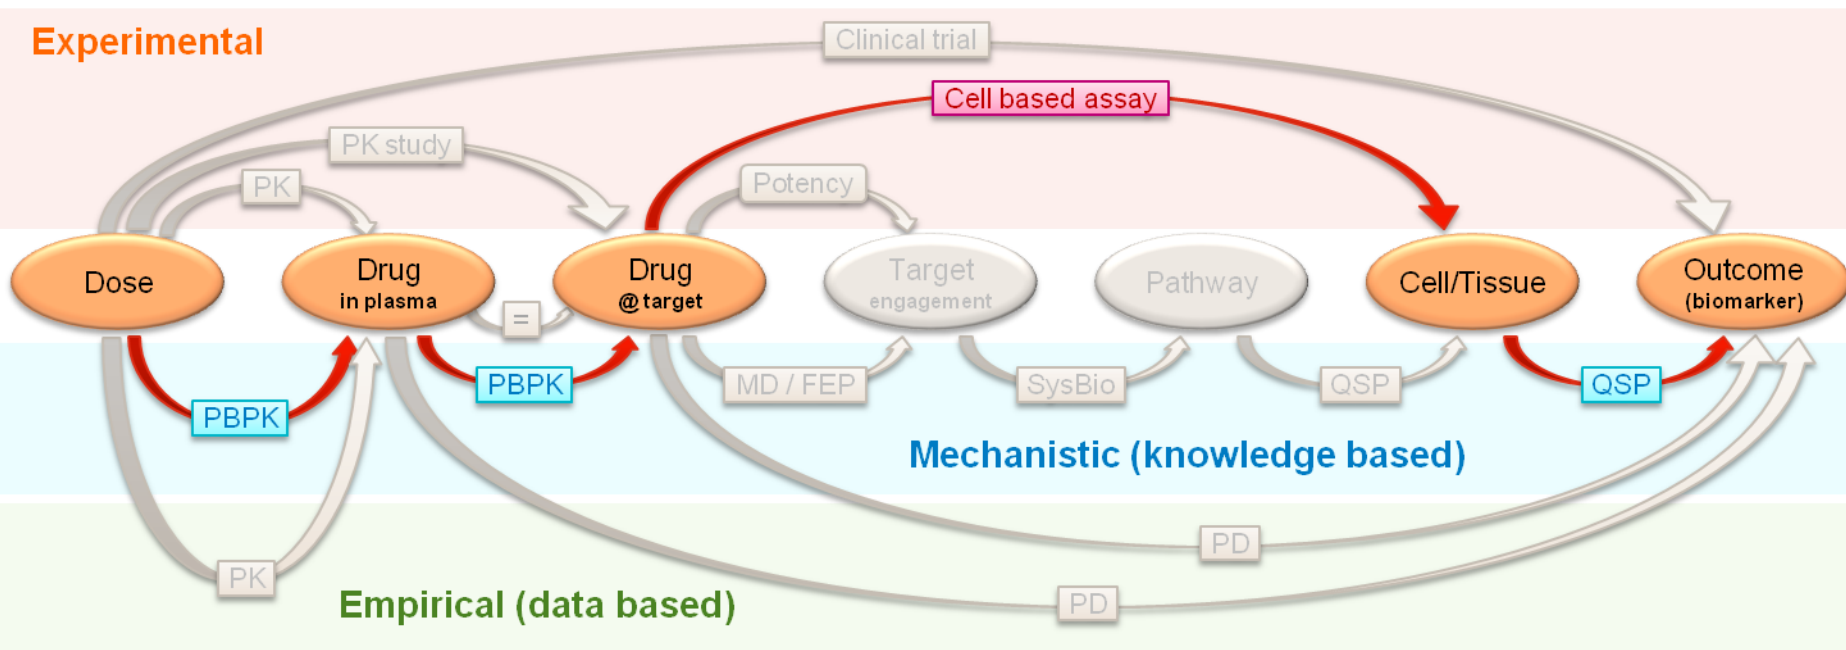 Experimental
Clinical trial
Cell based assay
PK study
PK
Potency
Dose
Drug
in plasma
=
Drug
@ target
Target
engagement
Pathway
Cell/Tissue
Outcome
(biomarker)
PBPK
PBPK
MD / FEP
SysBio
QSP
QSP
Mechanistic (knowledge based)
PK
PD
PD
Empirical (data based)